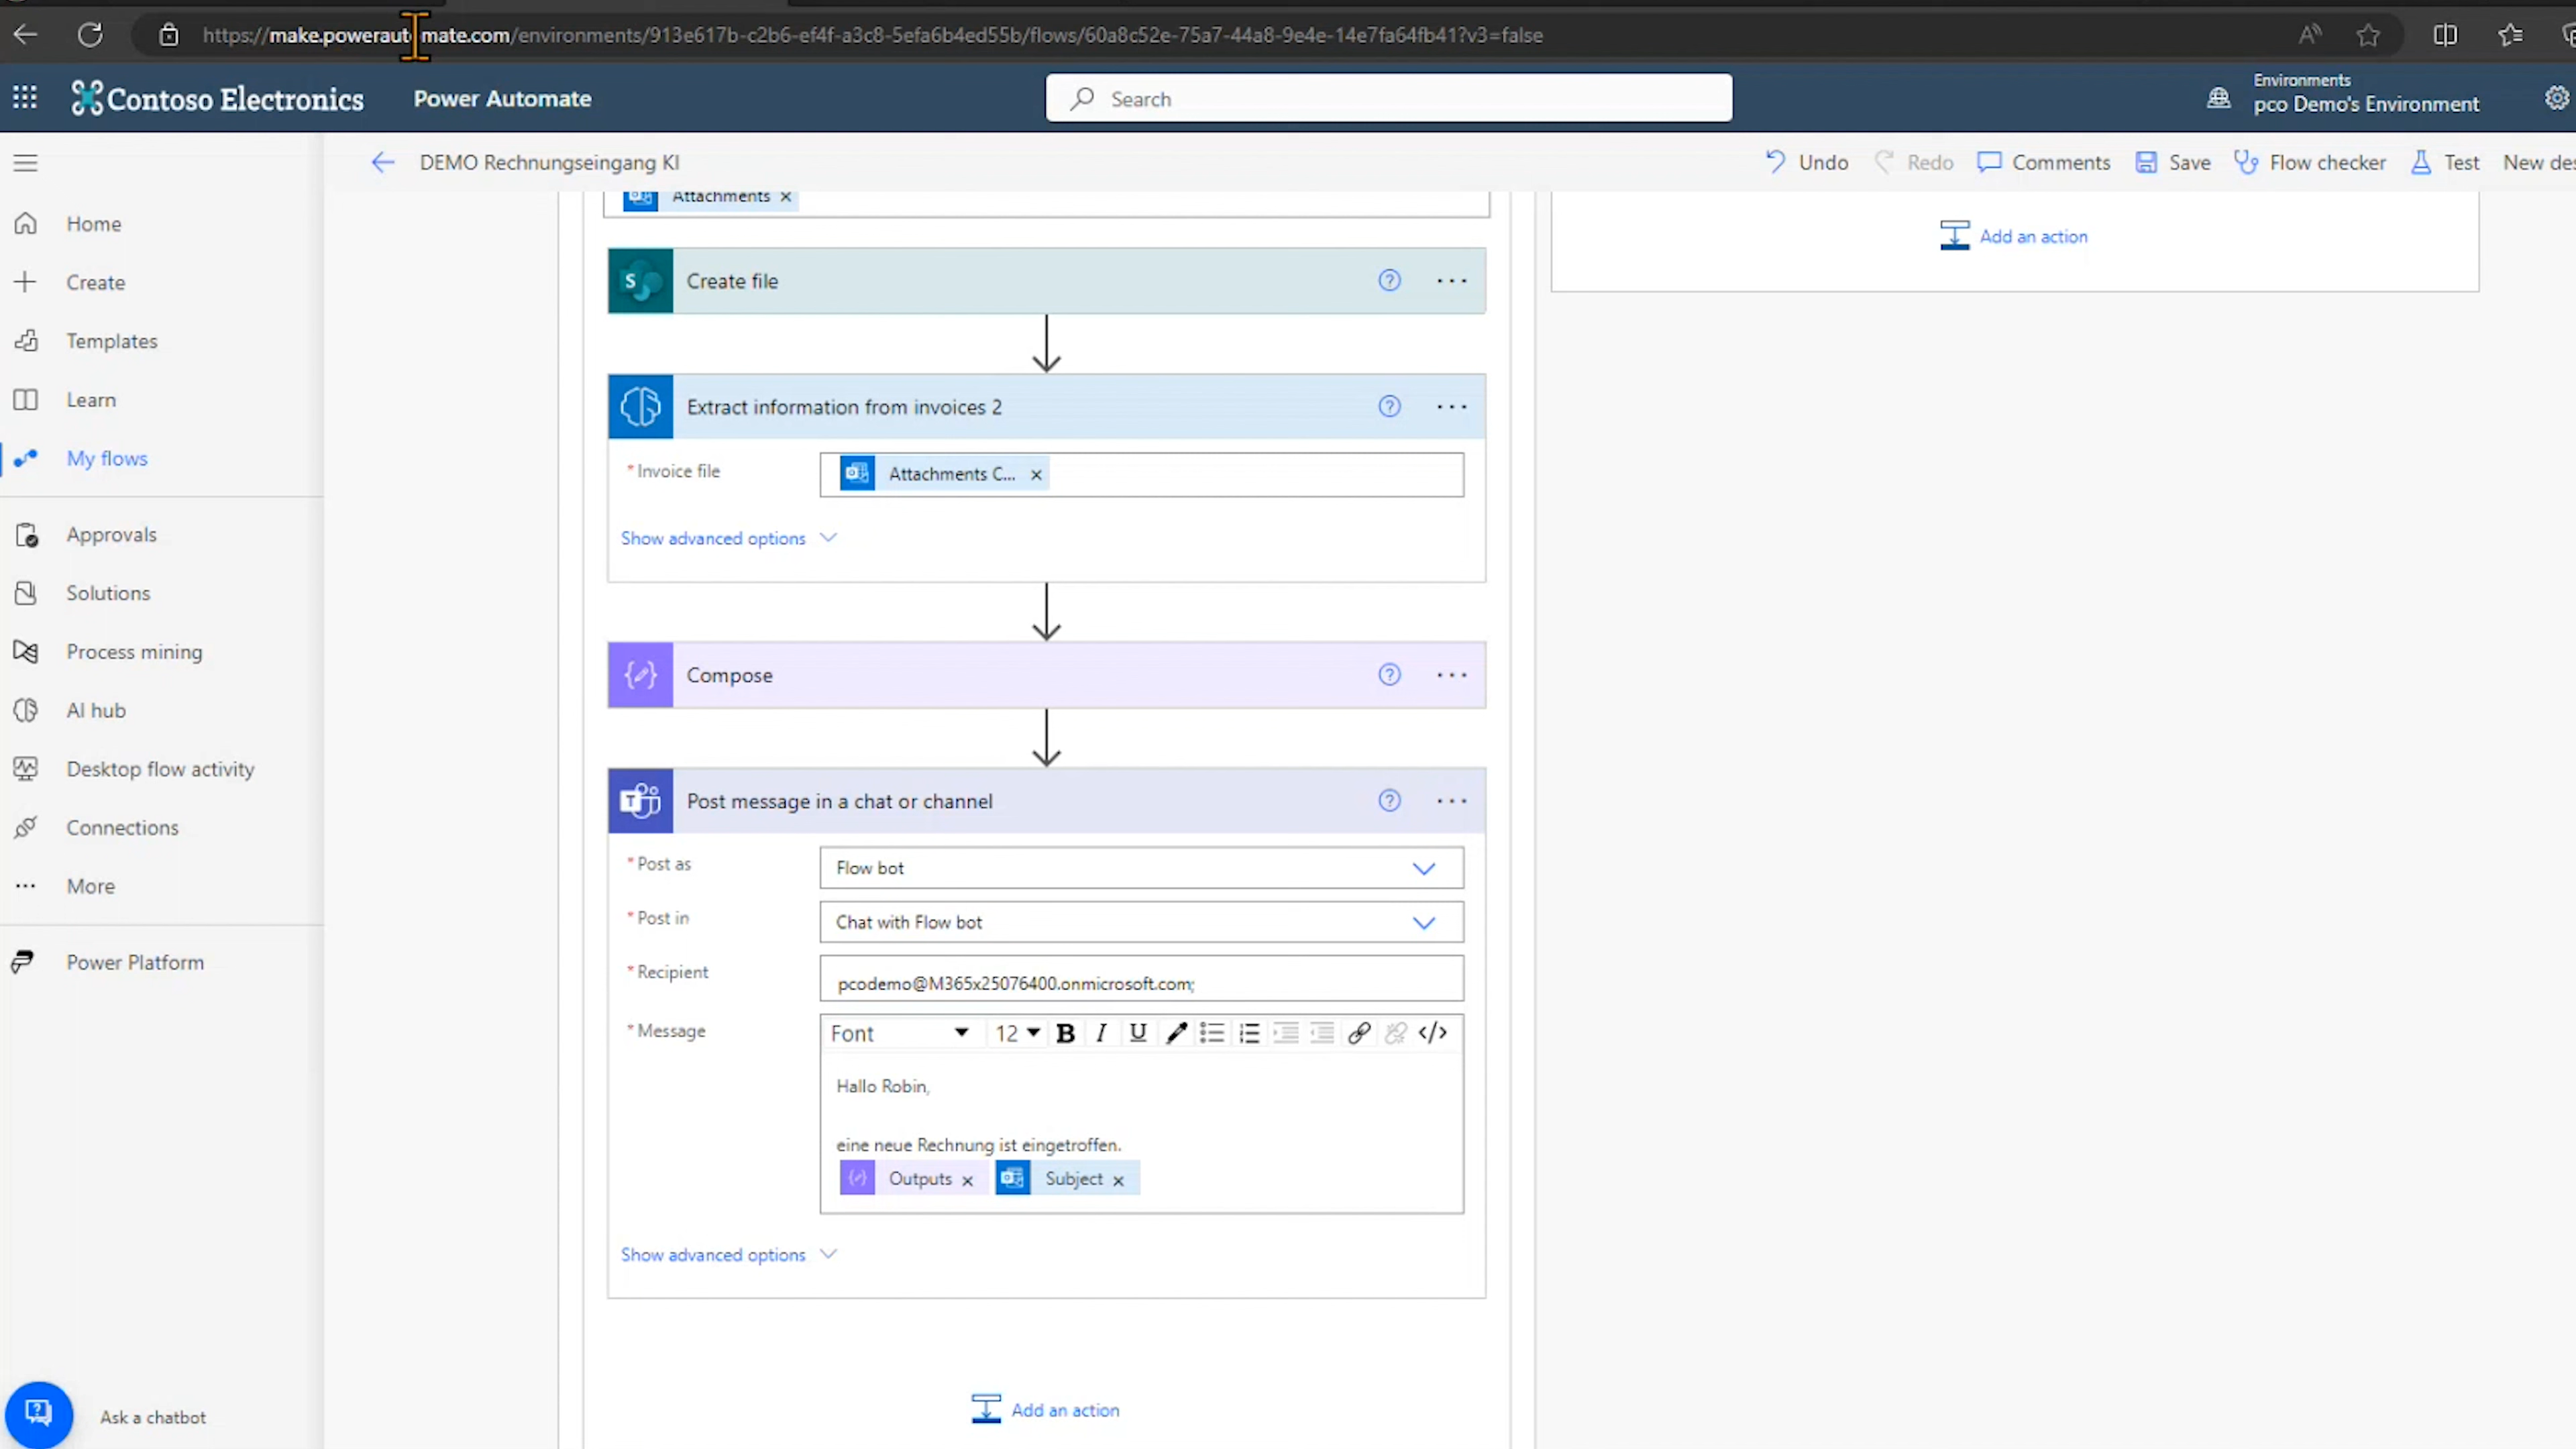 https://make.powerautomate.com/environments/913e617b-c2b6-ef4f-a3c8-5efa6b4ed55b/flows/60a8c52e-75a7-44a8-9e4e-14e7fa64fb41?v3=false
Contoso Electronics
Power Automate
Search
Environments
pco Demo's Environment
DEMO Rechnungseingang KI
Undo
Redo
Comments
Save
Flow checker
Test
New des
Home
Create
Templates
Learn
My flows
Approvals
Solutions
Process mining
AI hub
Desktop flow activity
Connections
More
Power Platform
Ask a chatbot
Attachments ×
Create file
Extract information from invoices 2
* Invoice file
Attachments C... ×
Show advanced options
Compose
Post message in a chat or channel
* Post as
Flow bot
* Post in
Chat with Flow bot
* Recipient
pcodemo@M365x25076400.onmicrosoft.com;
* Message
Font 12 B I U </>
Hallo Robin,
eine neue Rechnung ist eingetroffen.
Outputs × Subject ×
Show advanced options
Add an action
Add an action